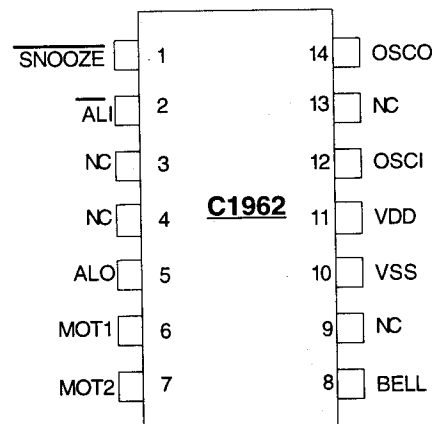 SNOOZE 1 14 OSCO
ALI 2 13 NC
NC 3 12 OSCI
NC 4 C1962 11 VDD
ALO 5 10 VSS
MOT1 6 9 NC
MOT2 7 8 BELL